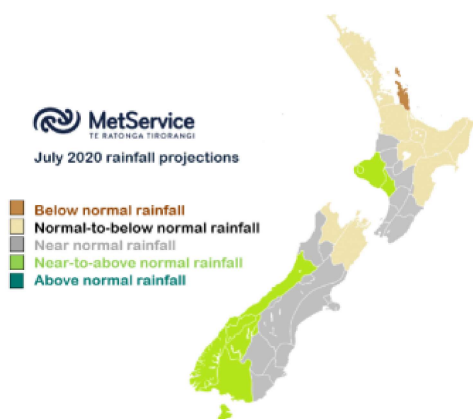 MetService
TE RATONGA TIRORANGI
July 2020 rainfall projections
Below normal rainfall
Normal-to-below normal rainfall
Near normal rainfall
Near-to-above normal rainfall
Above normal rainfall